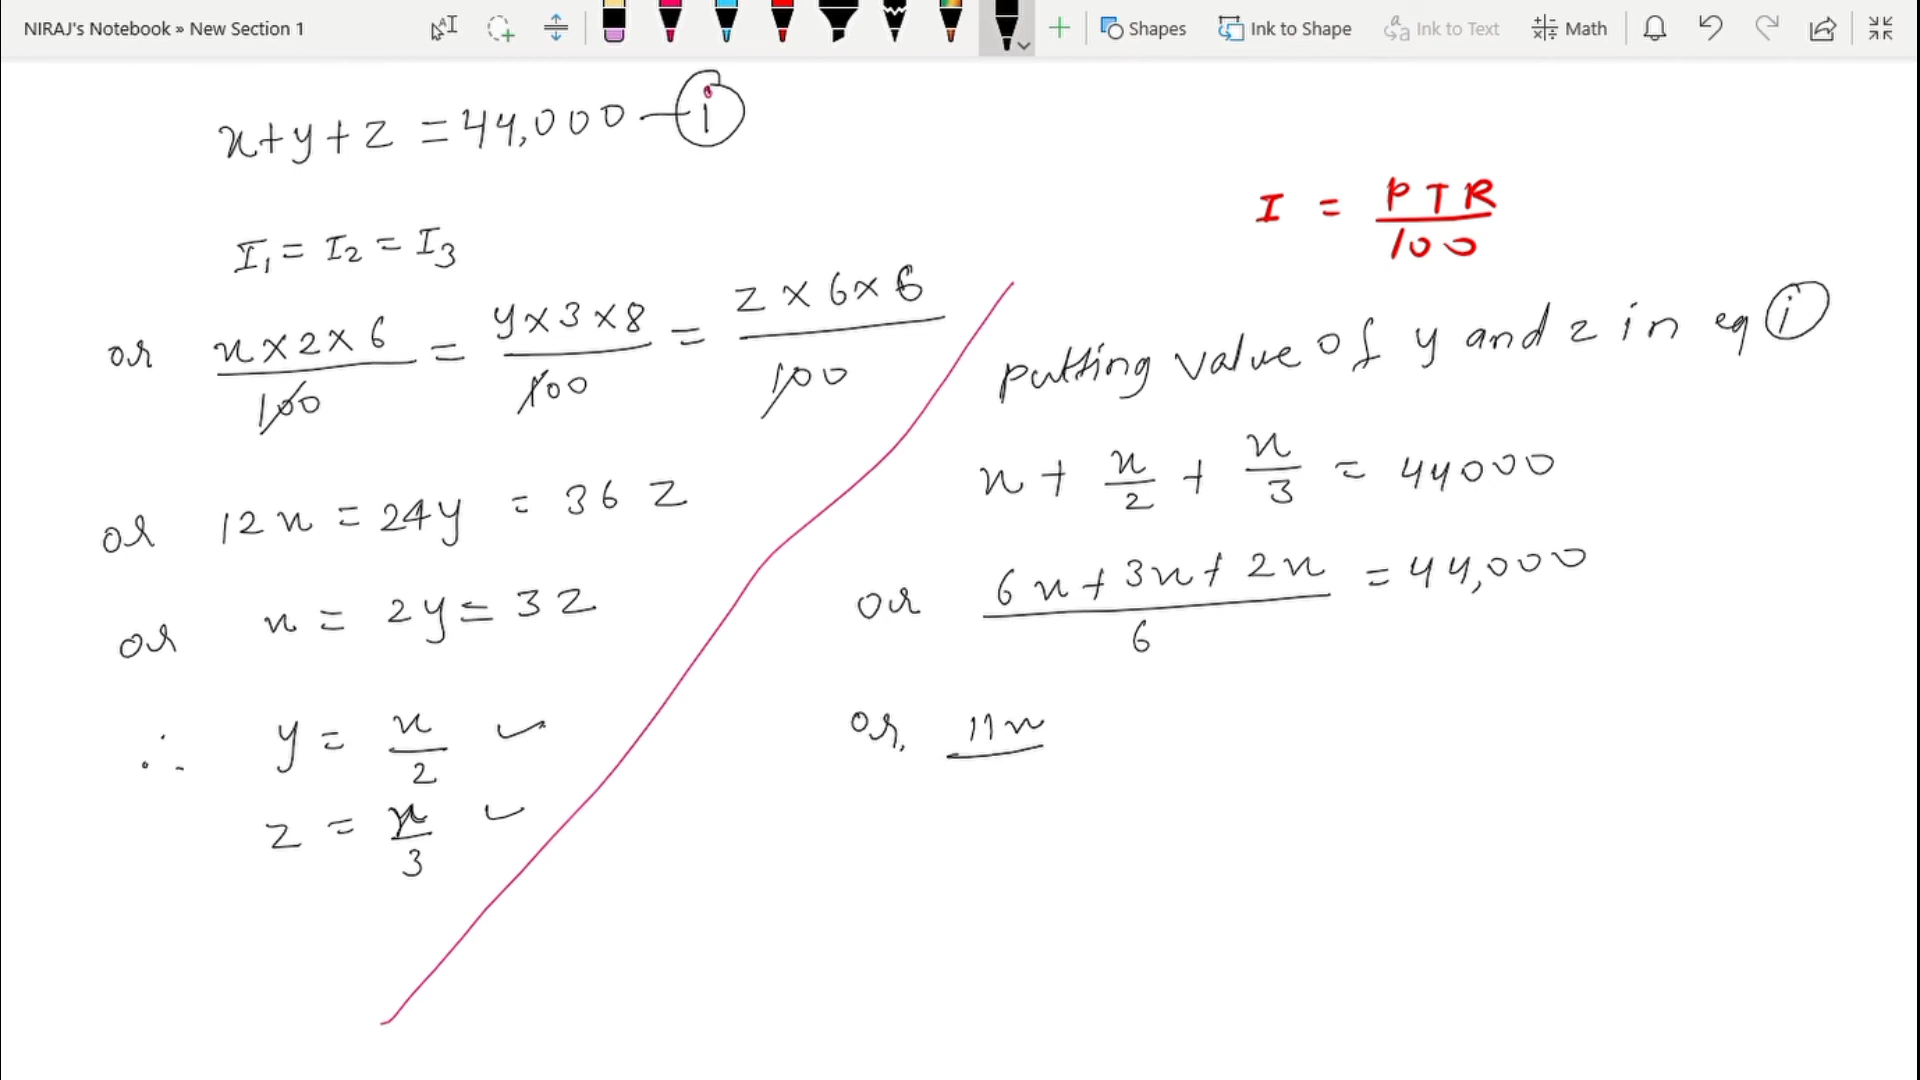 NIRAJ's Notebook » New Section 1
Shapes
Ink to Shape
Ink to Text
Math
x+y+z = 44,000 — (i)
I₁ = I₂ = I₃
or x×2×6/100 = y×3×8/100 = z×6×6/100
or 12x = 24y = 36z
or x = 2y = 3z
∴ y = x/2 ✓
z = x/3 ✓
I = PTR/100
putting value of y and z in eq (i)
x + x/2 + x/3 = 44000
or 6x+3x+2x/6 = 44,000
or, 11x